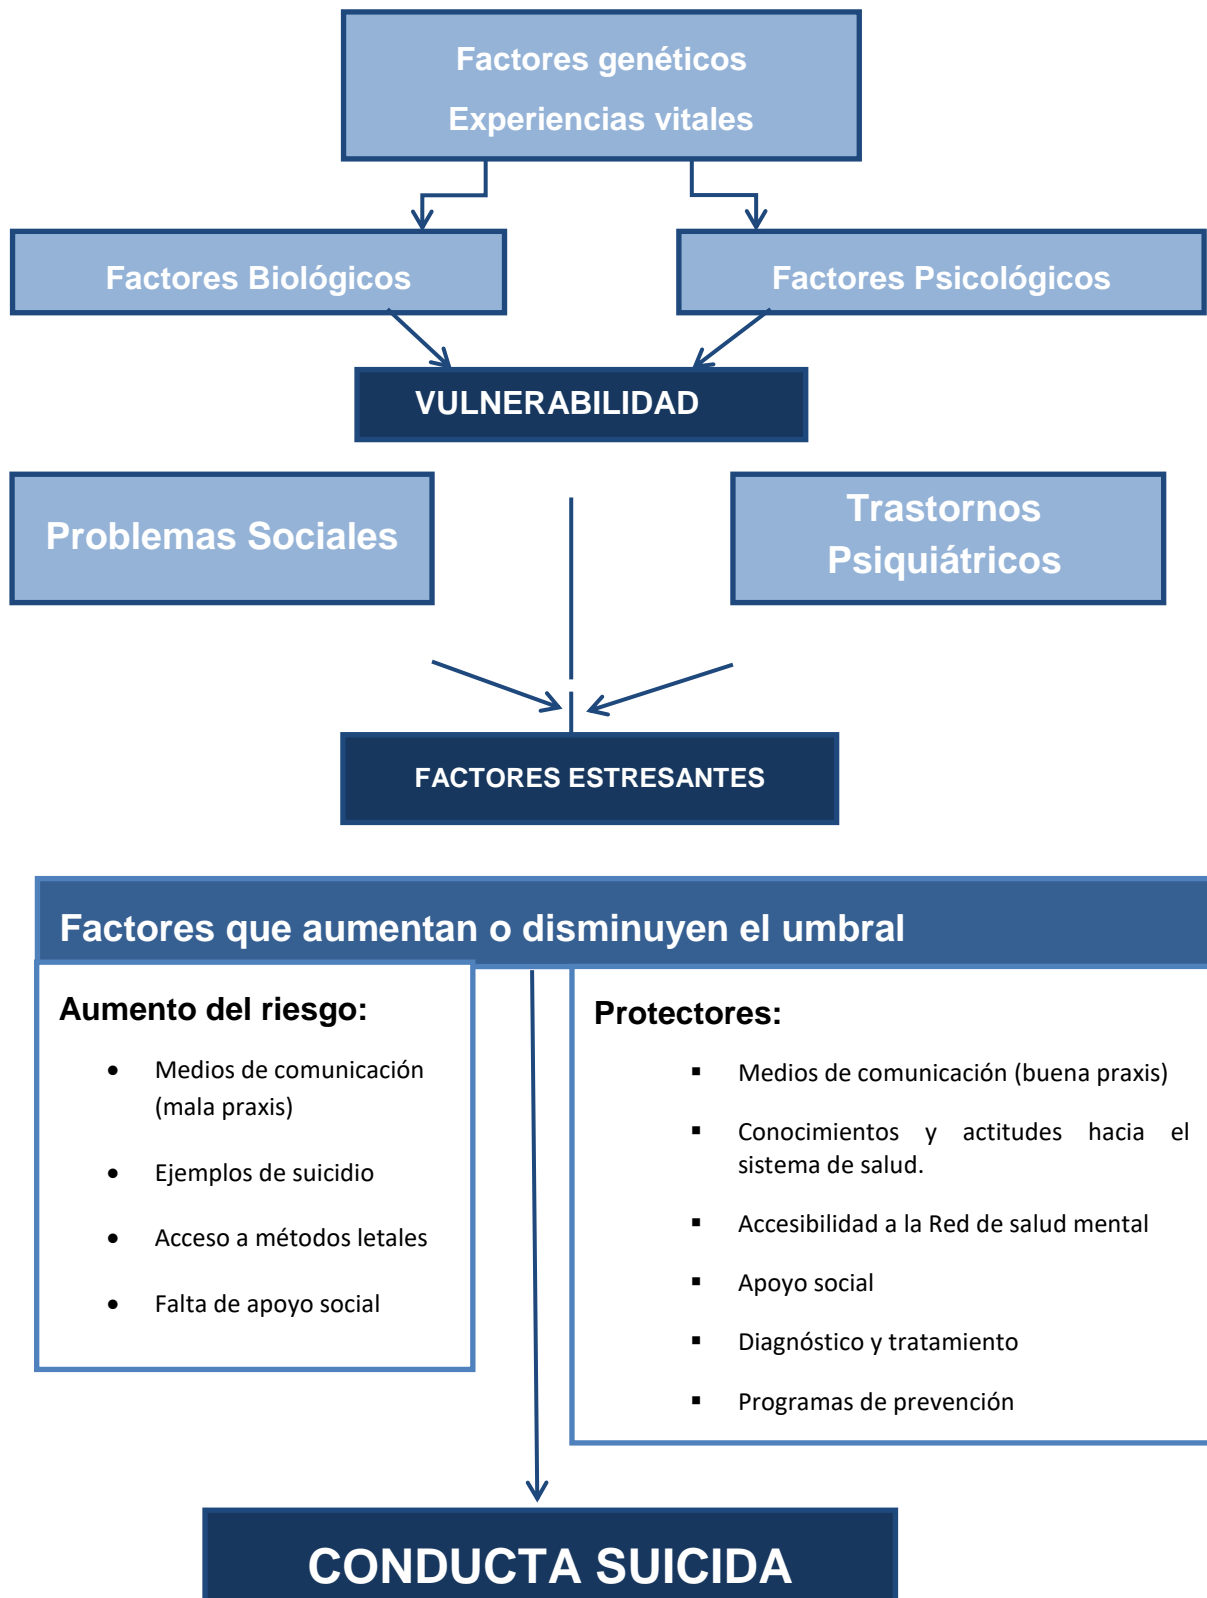 Factores genéticos
Experiencias vitales
Factores Biológicos
Factores Psicológicos
VULNERABILIDAD
Problemas Sociales
Trastornos
Psiquiátricos
FACTORES ESTRESANTES
Factores que aumentan o disminuyen el umbral
Aumento del riesgo:
• Medios de comunicación
(mala praxis)
• Ejemplos de suicidio
• Acceso a métodos letales
• Falta de apoyo social
Protectores:
▪ Medios de comunicación (buena praxis)
▪ Conocimientos y actitudes hacia el
sistema de salud.
▪ Accesibilidad a la Red de salud mental
▪ Apoyo social
▪ Diagnóstico y tratamiento
▪ Programas de prevención
CONDUCTA SUICIDA